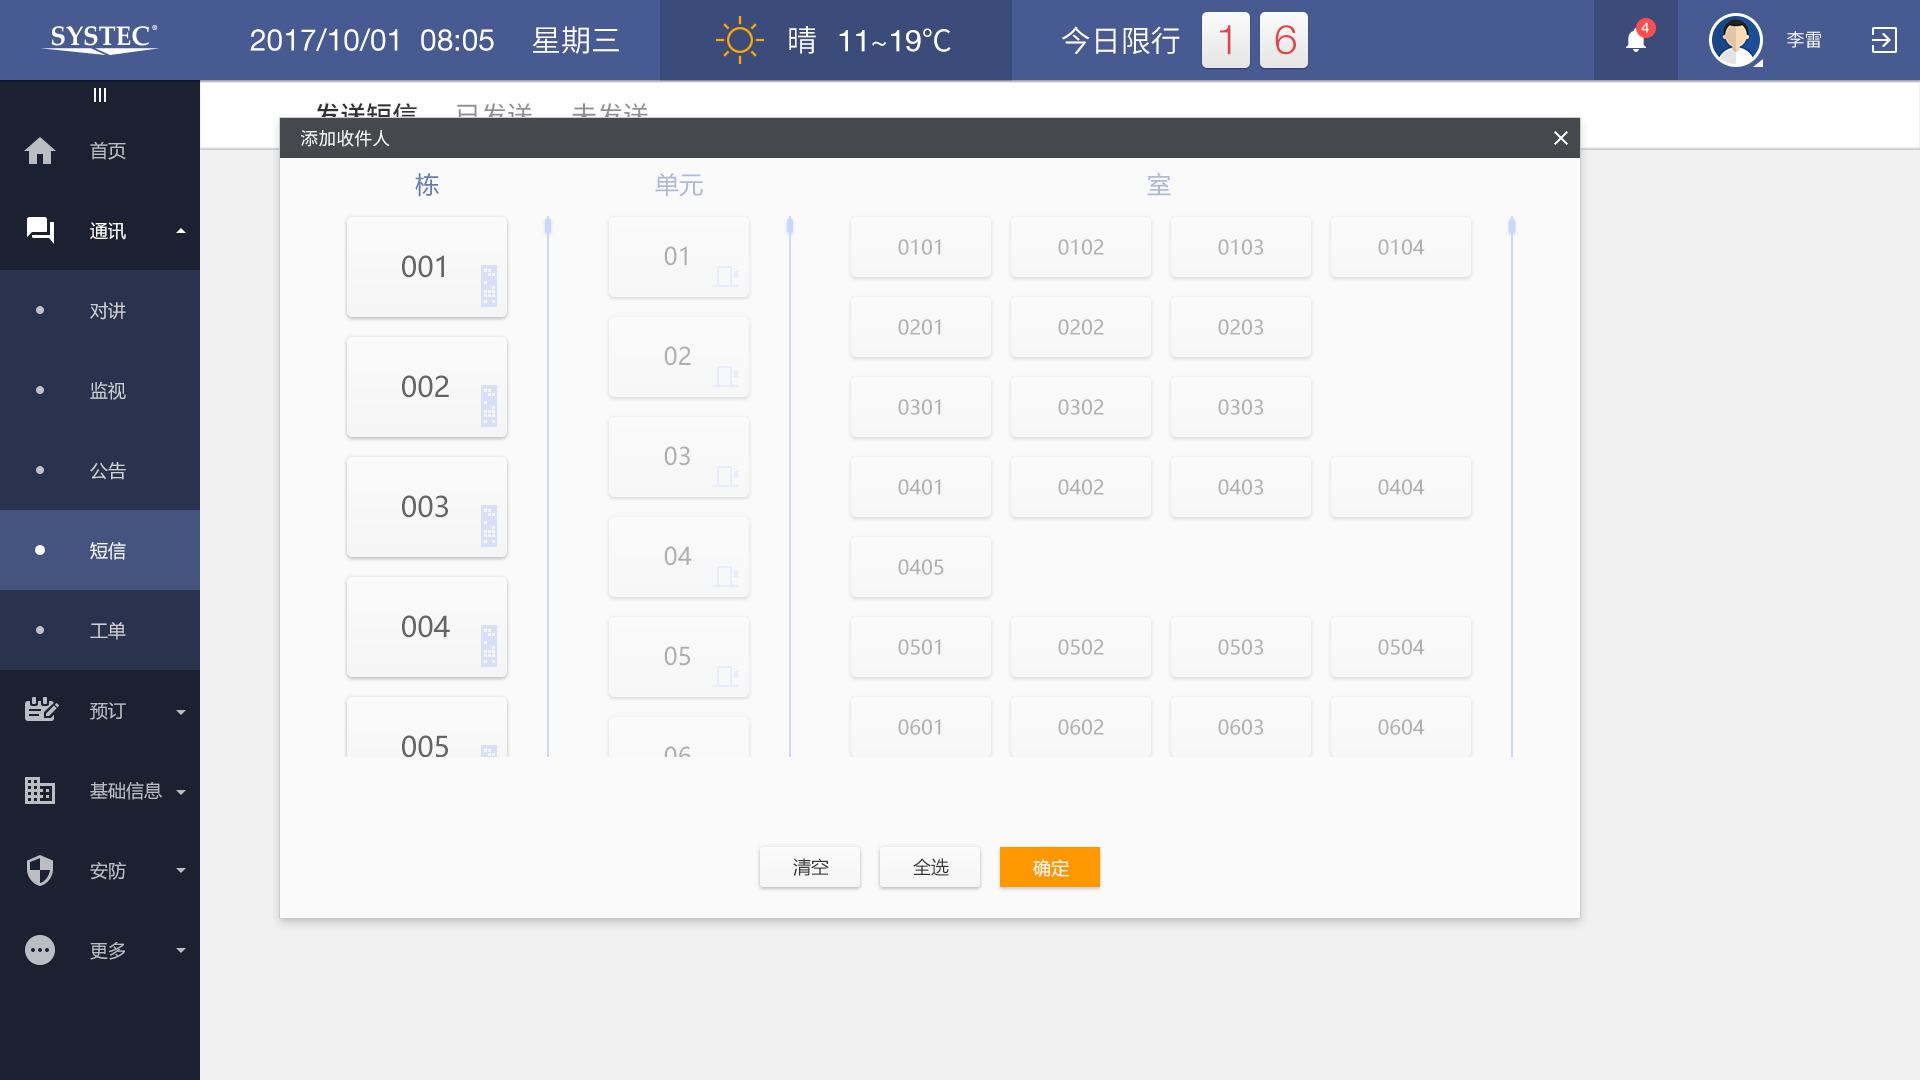 SYSTEC®
2017/10/01 08:05 星期三
晴 11~19℃
今日限行 1 6
4
李雷
首页
通讯
对讲
监视
公告
短信
工单
预订
基础信息
安防
更多
发送短信 已发送 未发送
添加收件人
栋 单元 室
001
002
003
004
005
01
02
03
04
05
06
0101 0102 0103 0104
0201 0202 0203
0301 0302 0303
0401 0402 0403 0404
0405
0501 0502 0503 0504
0601 0602 0603 0604
清空 全选 确定